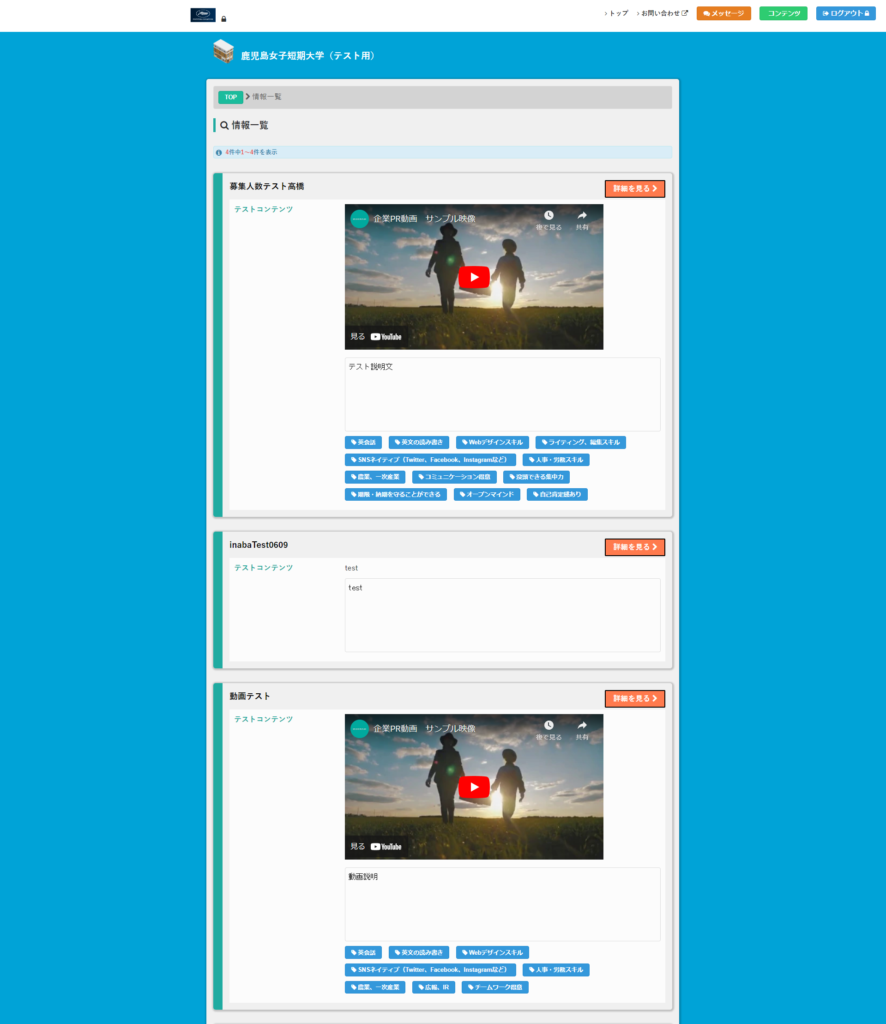 トップ
お問い合わせ
メッセージ
コンテンツ
ログアウト
鹿児島女子短期大学（テスト用）
TOP
情報一覧
情報一覧
4件中1〜4件を表示
募集人数テスト高橋
詳細を見る
テストコンテンツ
企業PR動画 サンプル映像
後で見る
共有
見る YouTube
テスト説明文
英会話
英文の読み書き
Webデザインスキル
ライティング、編集スキル
SNSネイティブ（Twitter、Facebook、Instagramなど）
人事・労務スキル
農業、一次産業
コミュニケーション得意
没頭できる集中力
期限・納期を守ることができる
オープンマインド
自己肯定感あり
inabaTest0609
詳細を見る
テストコンテンツ
test
test
動画テスト
詳細を見る
テストコンテンツ
企業PR動画 サンプル映像
後で見る
共有
見る YouTube
動画説明
英会話
英文の読み書き
Webデザインスキル
SNSネイティブ（Twitter、Facebook、Instagramなど）
人事・労務スキル
農業、一次産業
広報、IR
チームワーク得意